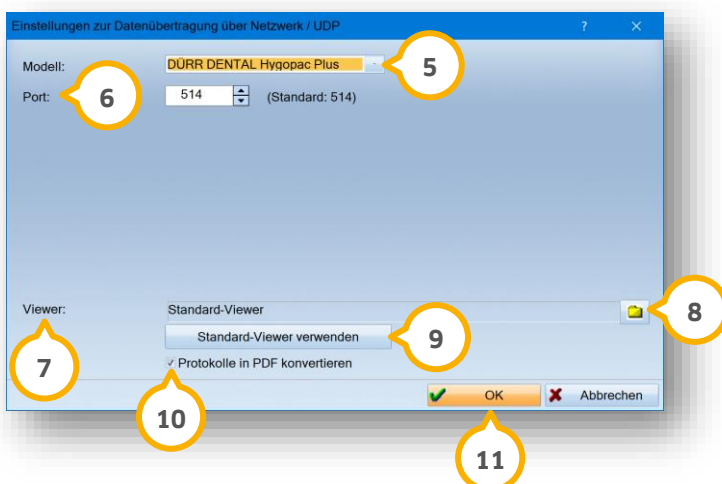 Einstellungen zur Datenübertragung über Netzwerk / UDP ? ×
Modell: DÜRR DENTAL Hygopac Plus 5
Port: 6 514 (Standard: 514)
Viewer: Standard-Viewer 8
Standard-Viewer verwenden 9
7 Protokolle in PDF konvertieren
OK Abbrechen
10
11